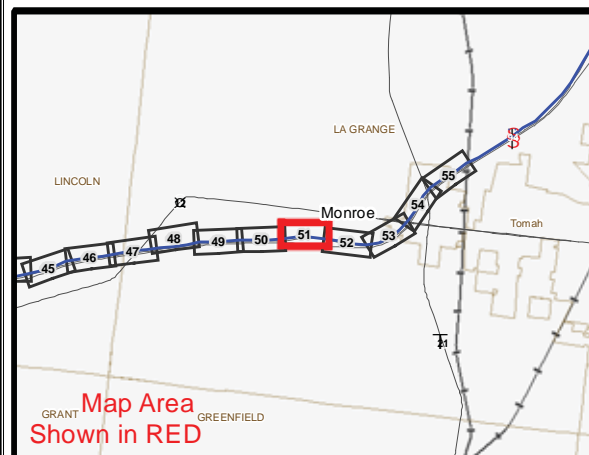 LA GRANGE
LINCOLN
55
54
Monroe
Tomah
45
46
47
48
49
50
51
52
53
21
Map Area
Shown in RED
GRANT
GREENFIELD